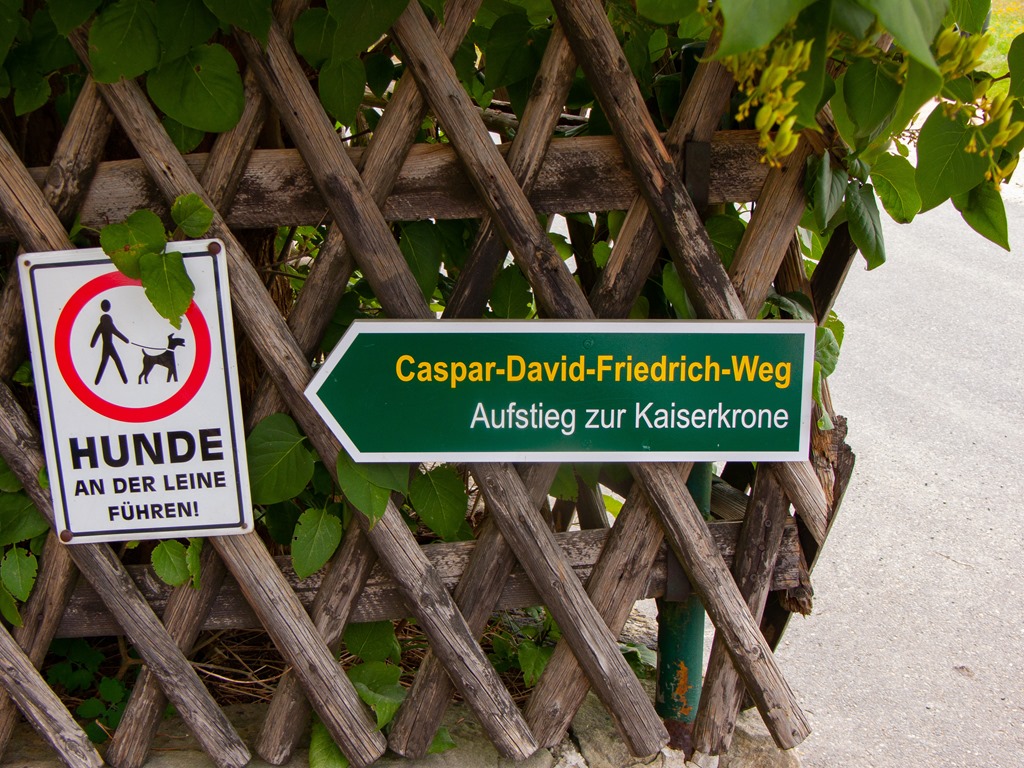 HUNDE
AN DER LEINE
FÜHREN!
Caspar-David-Friedrich-Weg
Aufstieg zur Kaiserkrone